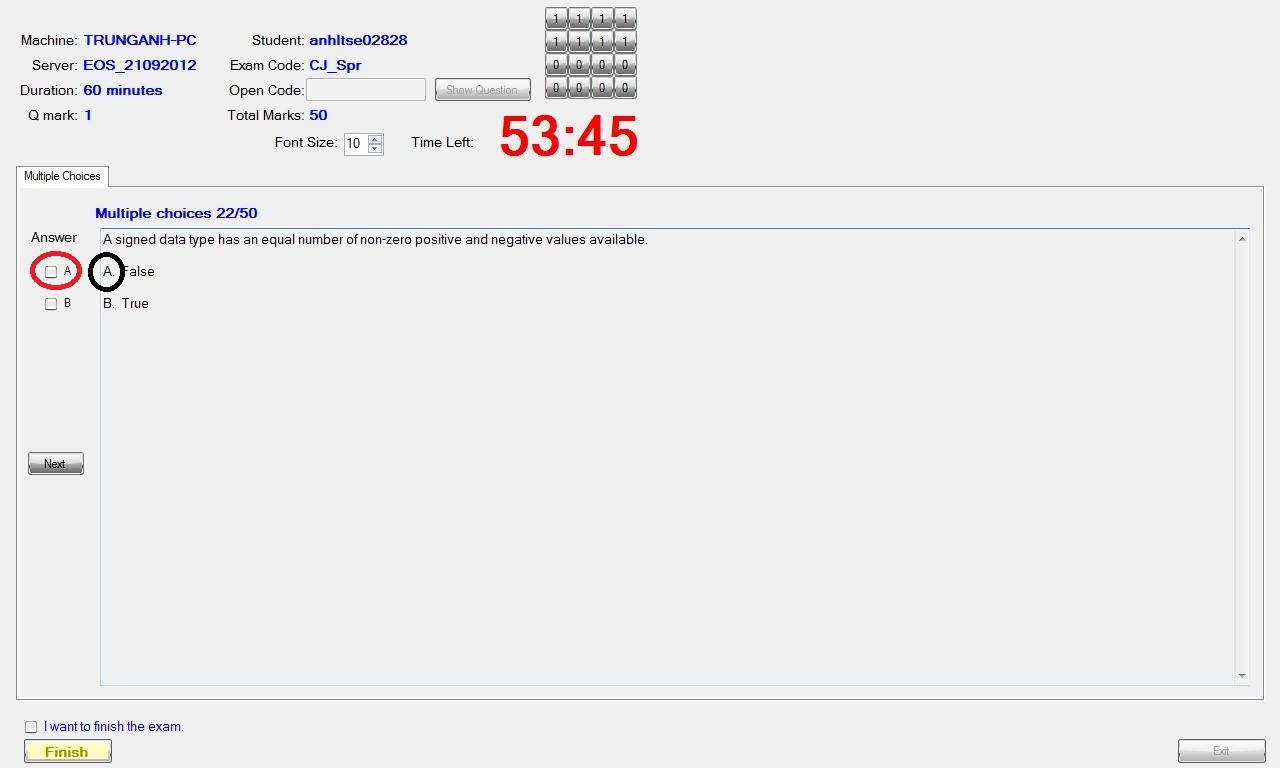 Machine: TRUNGANH-PC Student: anhltse02828
Server: EOS_21092012 Exam Code: CJ_Spr
Duration: 60 minutes Open Code: Show Question
Q mark: 1 Total Marks: 50
1 1 1 1
1 1 1 1
0 0 0 0
0 0 0 0
Font Size: 10 Time Left: 53:45
Multiple Choices
Multiple choices 22/50
Answer
A signed data type has an equal number of non-zero positive and negative values available.
A A. False
B B. True
Next
I want to finish the exam.
Finish
Exit